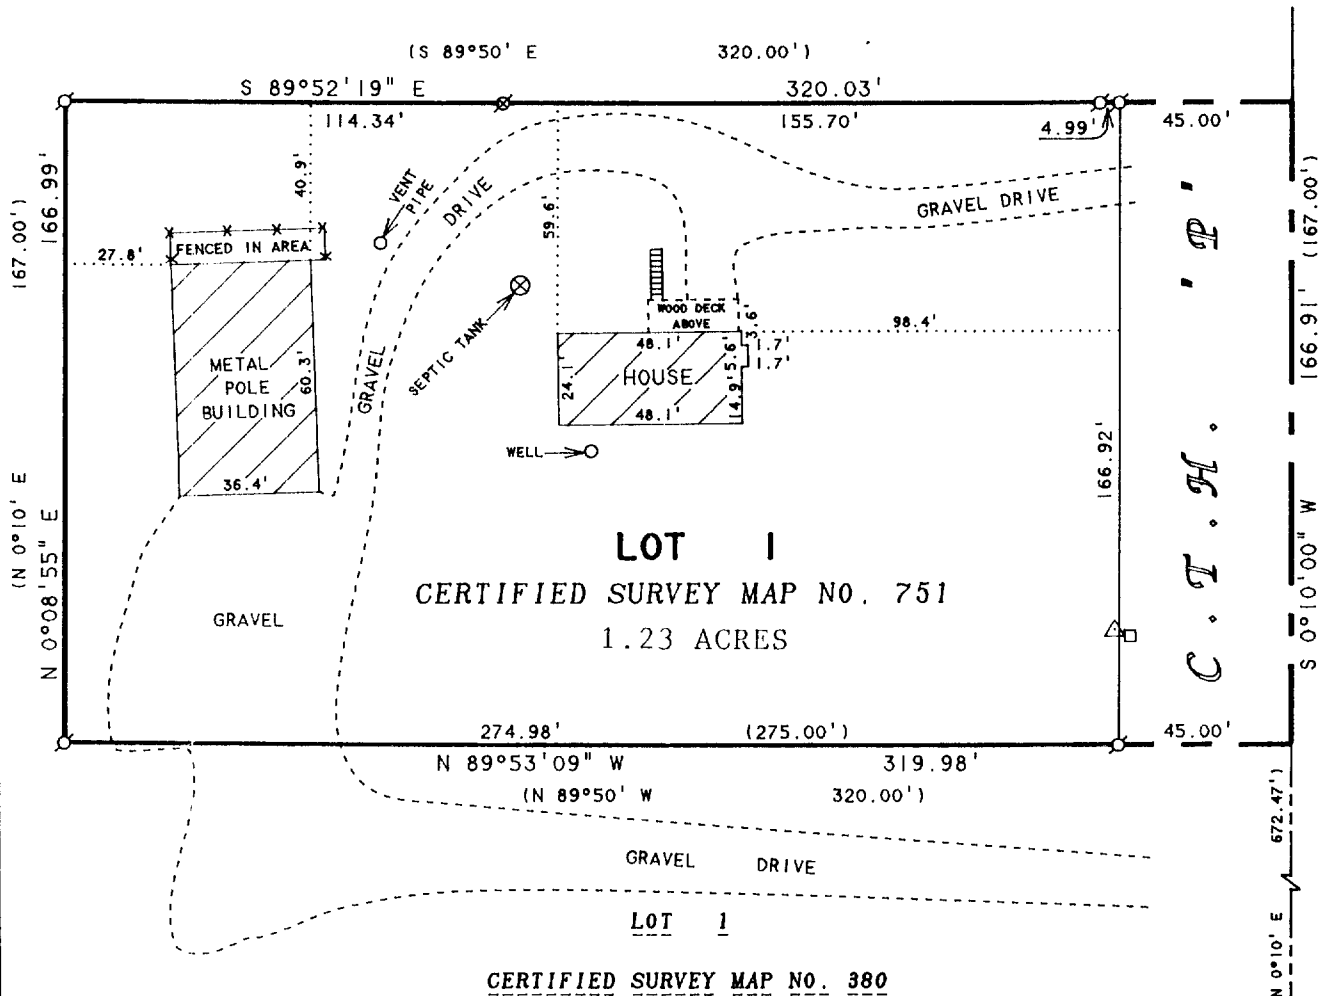 (S 89°50' E 320.00')
S 89°52'19" E 320.03'
114.34' 155.70' 4.99' 45.00'
40.9'
VENT
PIPE
DRIVE
GRAVEL DRIVE
59.6'
166.99'
167.00')
27.8'
FENCED IN AREA
SEPTIC TANK
WOOD DECK
ABOVE
3.6'
1.7'
1.7'
98.4'
48.1'
5.6'
14.9'
24.1'
HOUSE
48.1'
METAL
POLE
BUILDING
60.3'
36.4'
GRAVEL
WELL
166.92'
C.T.H. "P"
166.91' (167.00')
S 0°10'00" W
(N 0°10' E
N 0°08'55" E
LOT 1
CERTIFIED SURVEY MAP NO. 751
1.23 ACRES
GRAVEL
274.98' (275.00') 45.00'
N 89°53'09" W 319.98'
(N 89°50' W 320.00')
672.47')
N 0°10' E
GRAVEL DRIVE
LOT 1
CERTIFIED SURVEY MAP NO. 380